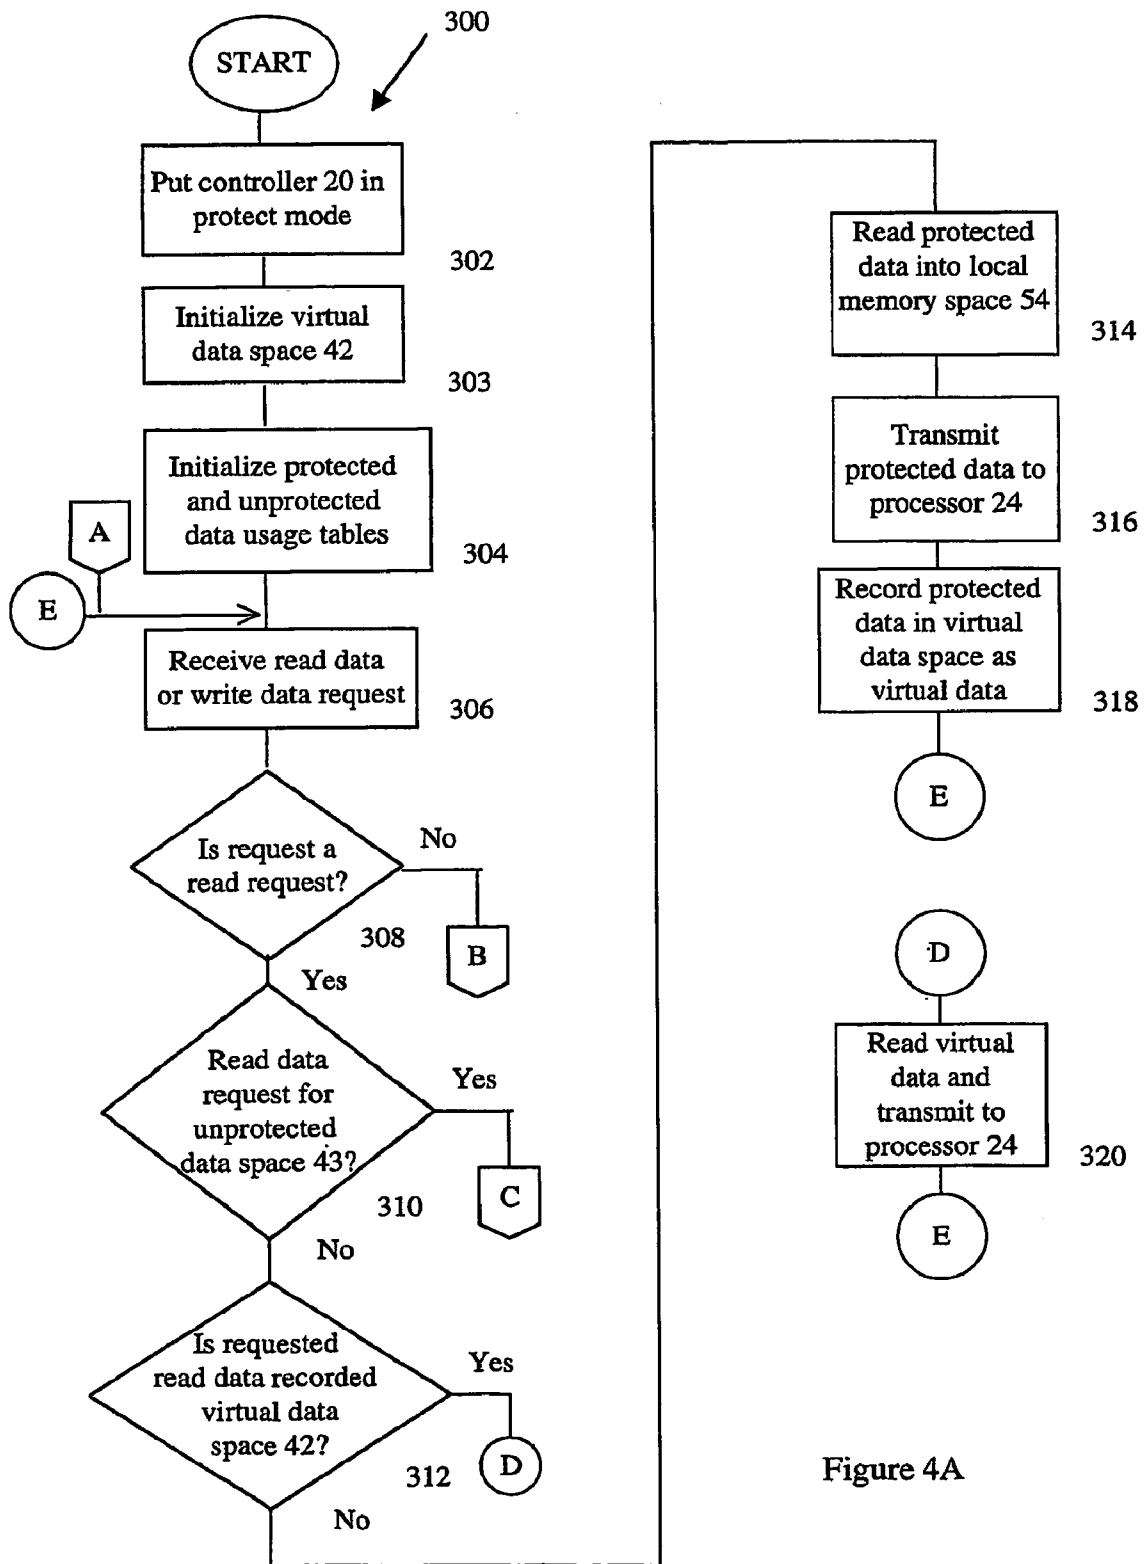 300
START
Put controller 20 in
protect mode
302
Initialize virtual
data space 42
303
Initialize protected
and unprotected
data usage tables
304
A
E
Receive read data
or write data request
306
Is request a
read request?
No
308
B
Yes
Read data
request for
unprotected
data space 43?
Yes
310
C
No
Is requested
read data recorded
virtual data
space 42?
Yes
312
D
No
Read protected
data into local
memory space 54
314
Transmit
protected data to
processor 24
316
Record protected
data in virtual
data space as
virtual data
318
E
D
Read virtual
data and
transmit to
processor 24
320
E
Figure 4A